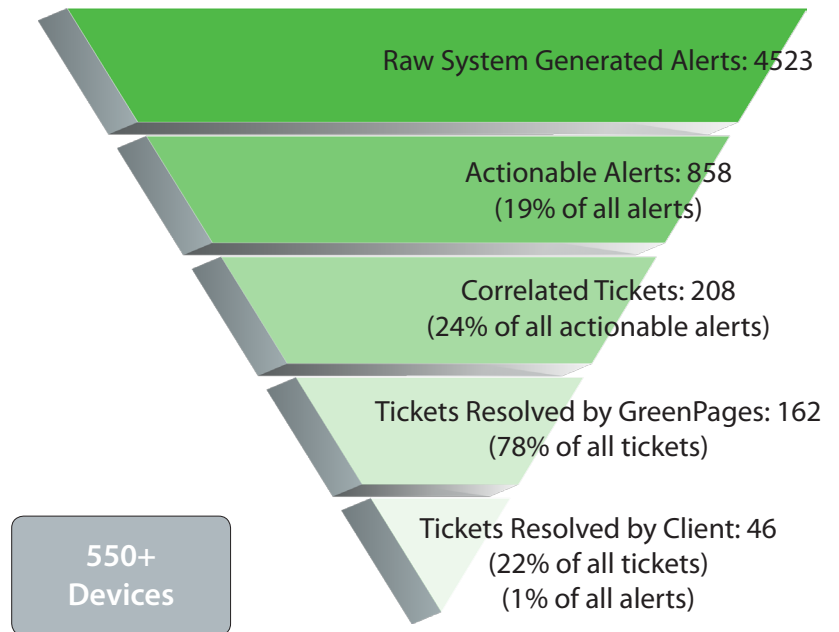 Raw System Generated Alerts: 4523
Actionable Alerts: 858
(19% of all alerts)
Correlated Tickets: 208
(24% of all actionable alerts)
Tickets Resolved by GreenPages: 162
(78% of all tickets)
Tickets Resolved by Client: 46
(22% of all tickets)
(1% of alerts)
550+
Devices